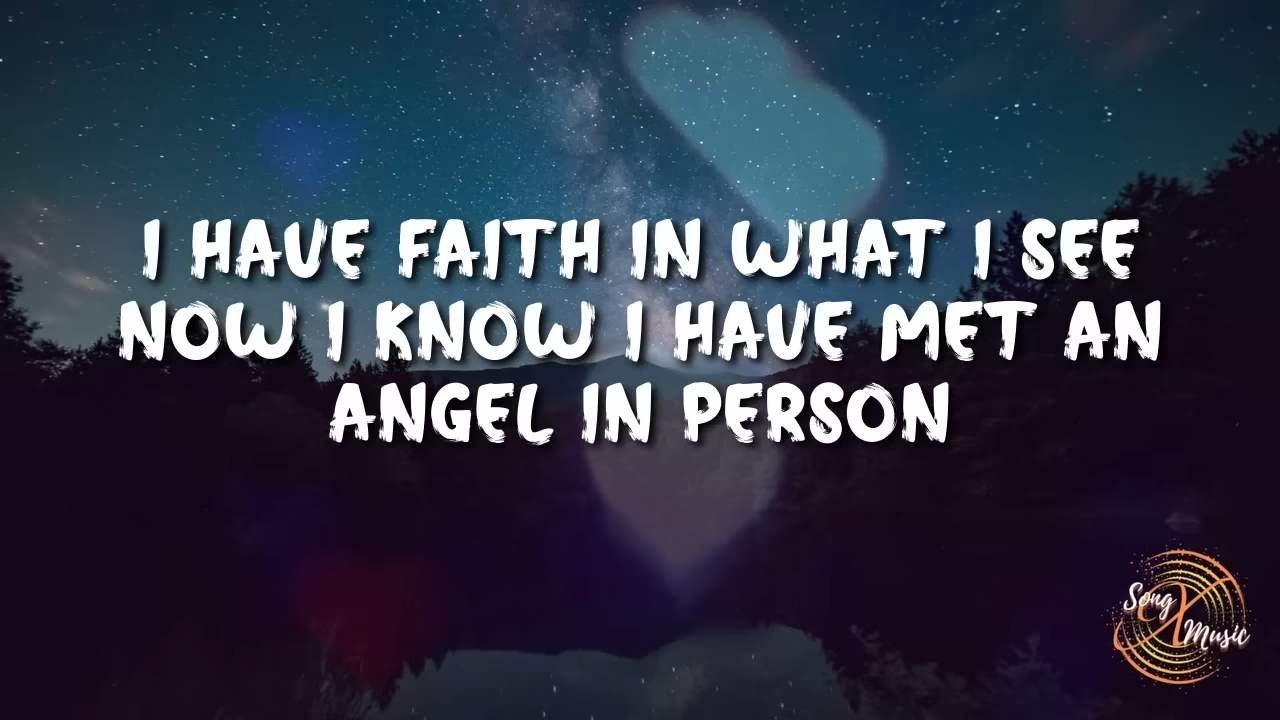 I HAVE FAITH IN WHAT I SEE
NOW I KNOW I HAVE MET AN
ANGEL IN PERSON
Song X
Music